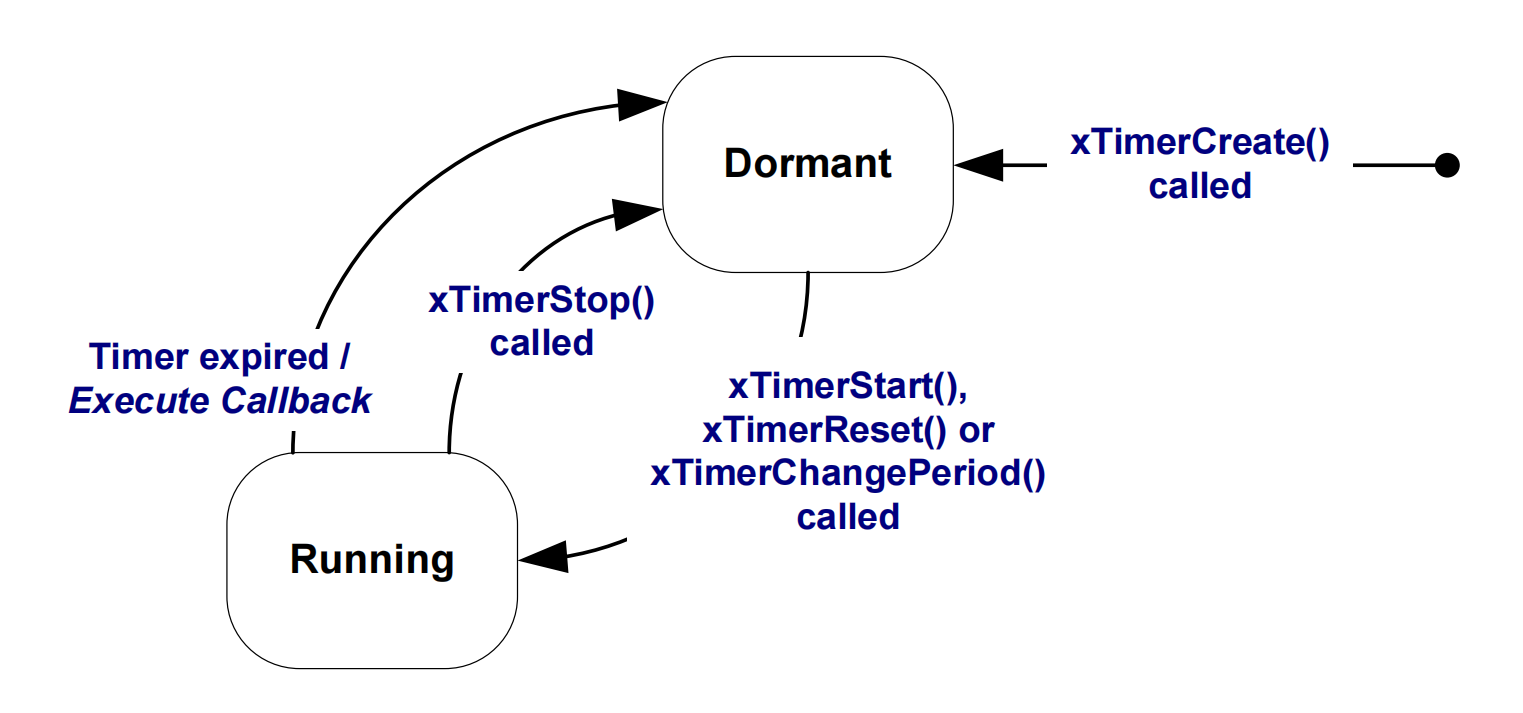 Dormant
xTimerCreate()
called
xTimerStop()
called
Timer expired /
Execute Callback
xTimerStart(),
xTimerReset() or
xTimerChangePeriod()
called
Running